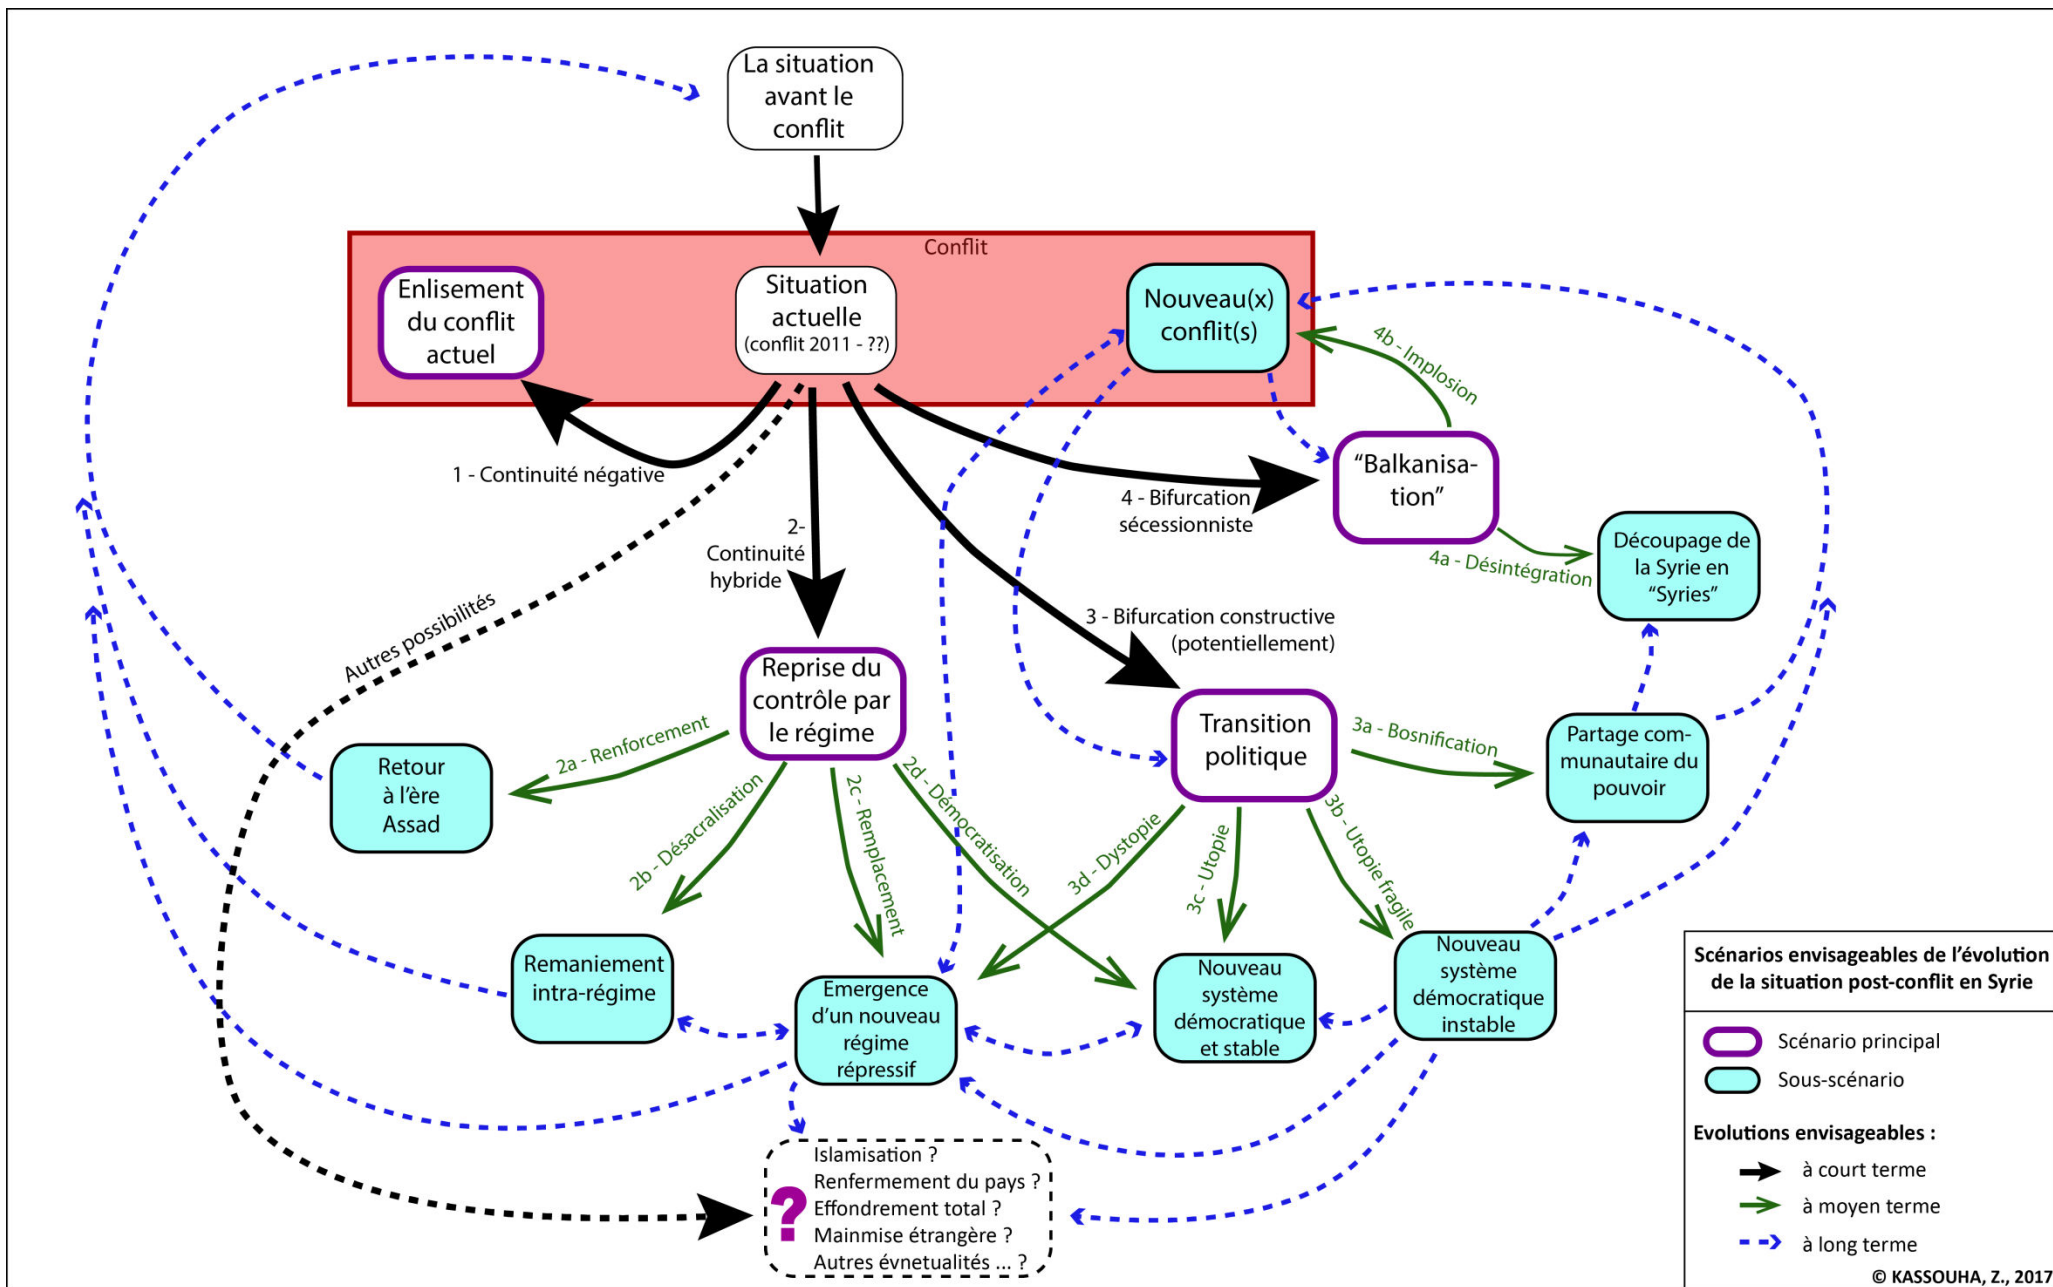 La situation
avant le
conflit
Conflit
Enlisement
du conflit
actuel
Situation
actuelle
(conflit 2011 - ??)
Nouveau(x)
conflit(s)
4b - Implosion
1 - Continuité négative
"Balkanisa-
tion"
4 - Bifurcation
sécessionniste
2-
Continuité
hybride
4a - Désintégration
Découpage de
la Syrie en
"Syries"
Autres possibilités
3 - Bifurcation constructive
(potentiellement)
Reprise du
contrôle par
le régime
Transition
politique
3a - Bosnification
Partage com-
munautaire du
pouvoir
2a - Renforcement
Retour
à l'ère
Assad
2b - Désacralisation
2c - Remplacement
2d - Démocratisation
3d - Dystopie
3c - Utopie
3b - Utopie fragile
Remaniement
intra-régime
Emergence
d'un nouveau
régime
répressif
Nouveau
système
démocratique
et stable
Nouveau
système
démocratique
instable
?
Islamisation ?
Renfermement du pays ?
Effondrement total ?
Mainmise étrangère ?
Autres évnetualités ... ?
Scénarios envisageables de l'évolution
de la situation post-conflit en Syrie
Scénario principal
Sous-scénario
Evolutions envisageables :
à court terme
à moyen terme
à long terme
© KASSOUHA, Z., 2017